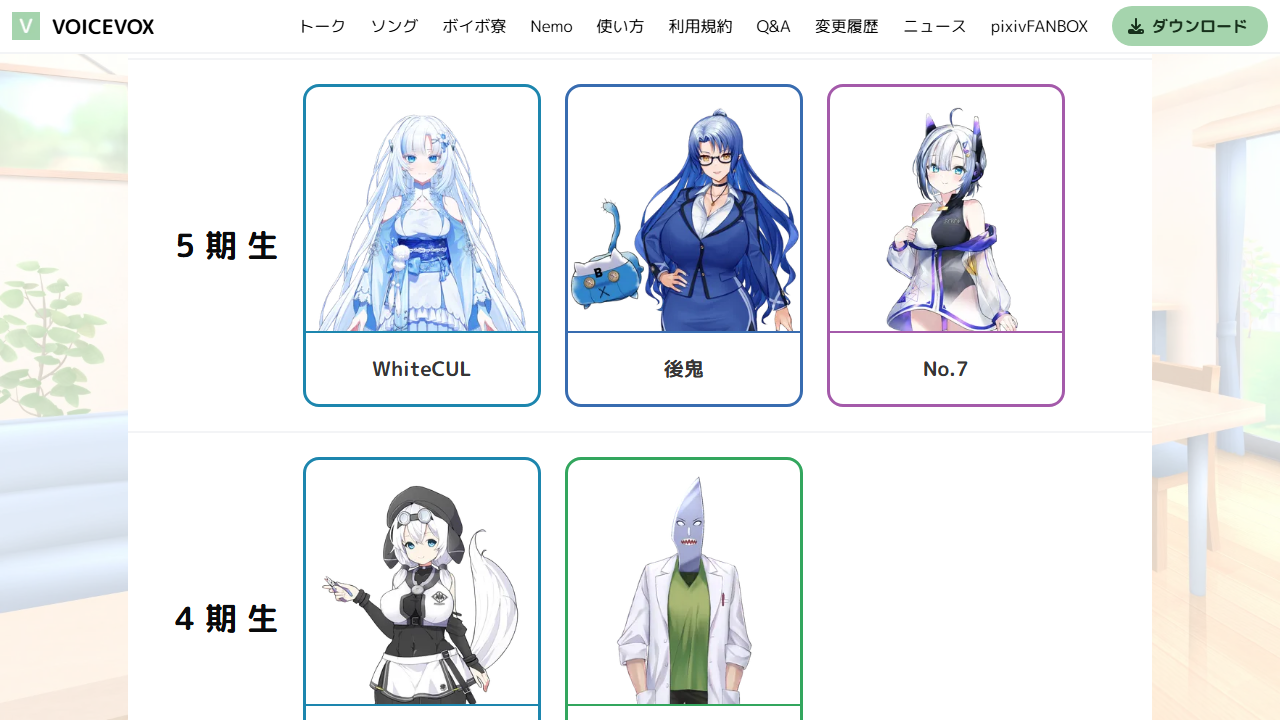 V VOICEVOX トーク ソング ボイボ寮 Nemo 使い方 利用規約 Q&A 変更履歴 ニュース pixivFANBOX ダウンロード
5期生
B
WhiteCUL
後鬼
No.7
4期生